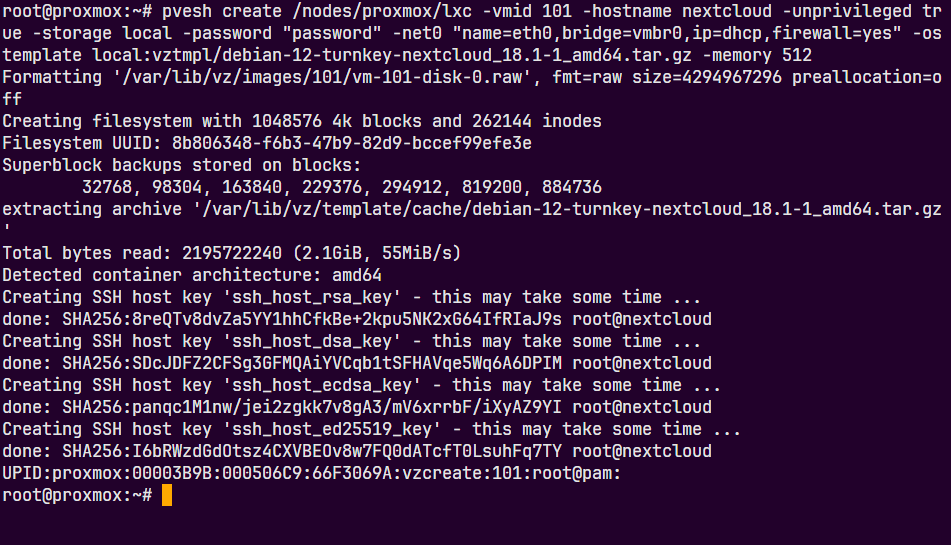 root@proxmox:~# pvesh create /nodes/proxmox/lxc -vmid 101 -hostname nextcloud -unprivileged tr
ue -storage local -password "password" -net0 "name=eth0,bridge=vmbr0,ip=dhcp,firewall=yes" -os
template local:vztmpl/debian-12-turnkey-nextcloud_18.1-1_amd64.tar.gz -memory 512
Formatting '/var/lib/vz/images/101/vm-101-disk-0.raw', fmt=raw size=4294967296 preallocation=o
ff
Creating filesystem with 1048576 4k blocks and 262144 inodes
Filesystem UUID: 8b806348-f6b3-47b9-82d9-bccef99efe3e
Superblock backups stored on blocks:
        32768, 98304, 163840, 229376, 294912, 819200, 884736
extracting archive '/var/lib/vz/template/cache/debian-12-turnkey-nextcloud_18.1-1_amd64.tar.gz
'
Total bytes read: 2195722240 (2.1GiB, 55MiB/s)
Detected container architecture: amd64
Creating SSH host key 'ssh_host_rsa_key' - this may take some time ...
done: SHA256:8reQTv8dvZa5YY1hhCfkBe+2kpu5NK2xG64IfRIaJ9s root@nextcloud
Creating SSH host key 'ssh_host_dsa_key' - this may take some time ...
done: SHA256:SDcJDFZ2CFSg3GFMQAiYVCqb1tSFHAVqe5Wq6A6DPIM root@nextcloud
Creating SSH host key 'ssh_host_ecdsa_key' - this may take some time ...
done: SHA256:panqc1M1nw/jei2zgkk7v8gA3/mV6xrrbF/iXyAZ9YI root@nextcloud
Creating SSH host key 'ssh_host_ed25519_key' - this may take some time ...
done: SHA256:I6bRWzdGdOtsz4CXVBEOv8w7FQ0dATcfT0LsuhFq7TY root@nextcloud
UPID:proxmox:00003B9B:000506C9:66F3069A:vzcreate:101:root@pam:
root@proxmox:~#